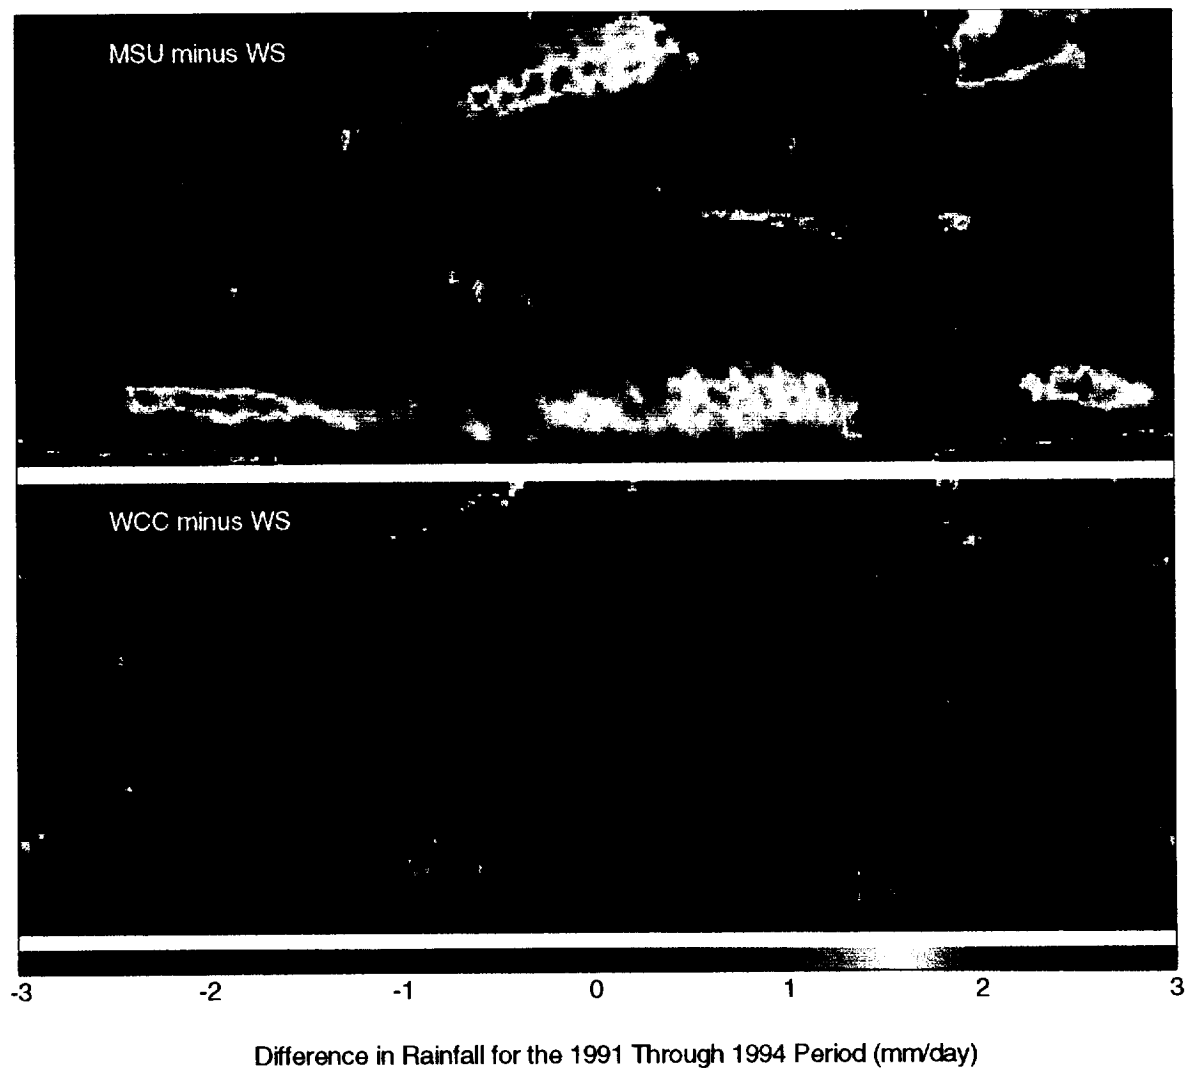 MSU minus WS
WCC minus WS
-3 -2 -1 0 1 2 3
Difference in Rainfall for the 1991 Through 1994 Period (mm/day)